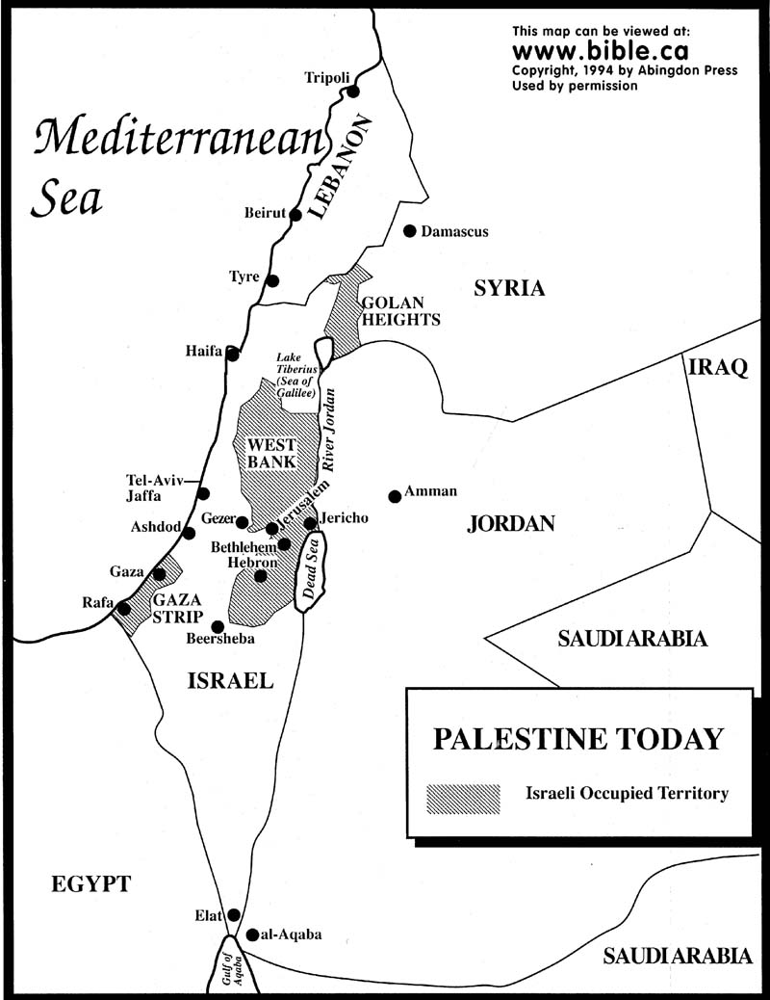 This map can be viewed at:
www.bible.ca
Copyright, 1994 by Abingdon Press
Used by permission
Tripoli
Mediterranean
Sea
LEBANON
Beirut
Damascus
Tyre
SYRIA
GOLAN
HEIGHTS
Haifa
Lake
Tiberius
(Sea of
Galilee)
IRAQ
River Jordan
WEST
BANK
Tel-Aviv
Jaffa
Amman
Gezer
Jerusalem
Jericho
JORDAN
Ashdod
Bethlehem
Hebron
Dead Sea
Gaza
GAZA
STRIP
Rafa
Beersheba
SAUDI ARABIA
ISRAEL
PALESTINE TODAY
Israeli Occupied Territory
EGYPT
Elat
al-Aqaba
Gulf of
Aqaba
SAUDI ARABIA